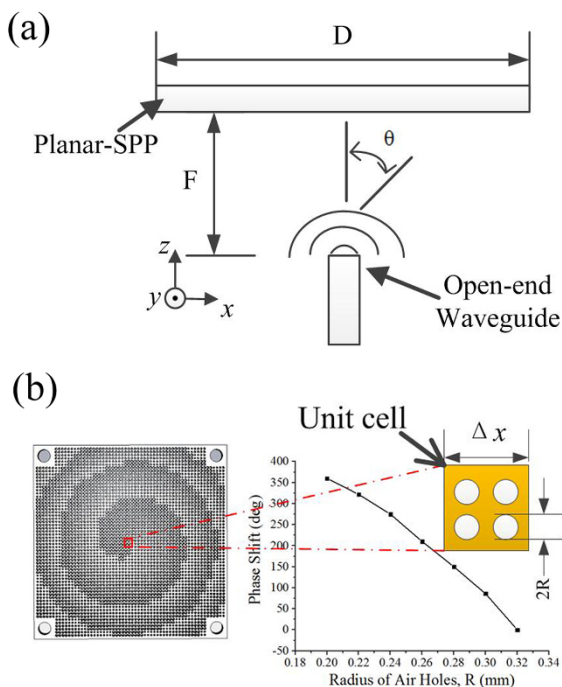 (a)
D
Planar-SPP
F
θ
z
y
x
Open-end
Waveguide
(b)
Unit cell
Δ x
2R
400
350
300
250
200
150
100
50
0
-50
Phase Shift (deg)
0.18 0.20 0.22 0.24 0.26 0.28 0.30 0.32 0.34
Radius of Air Holes, R (mm)